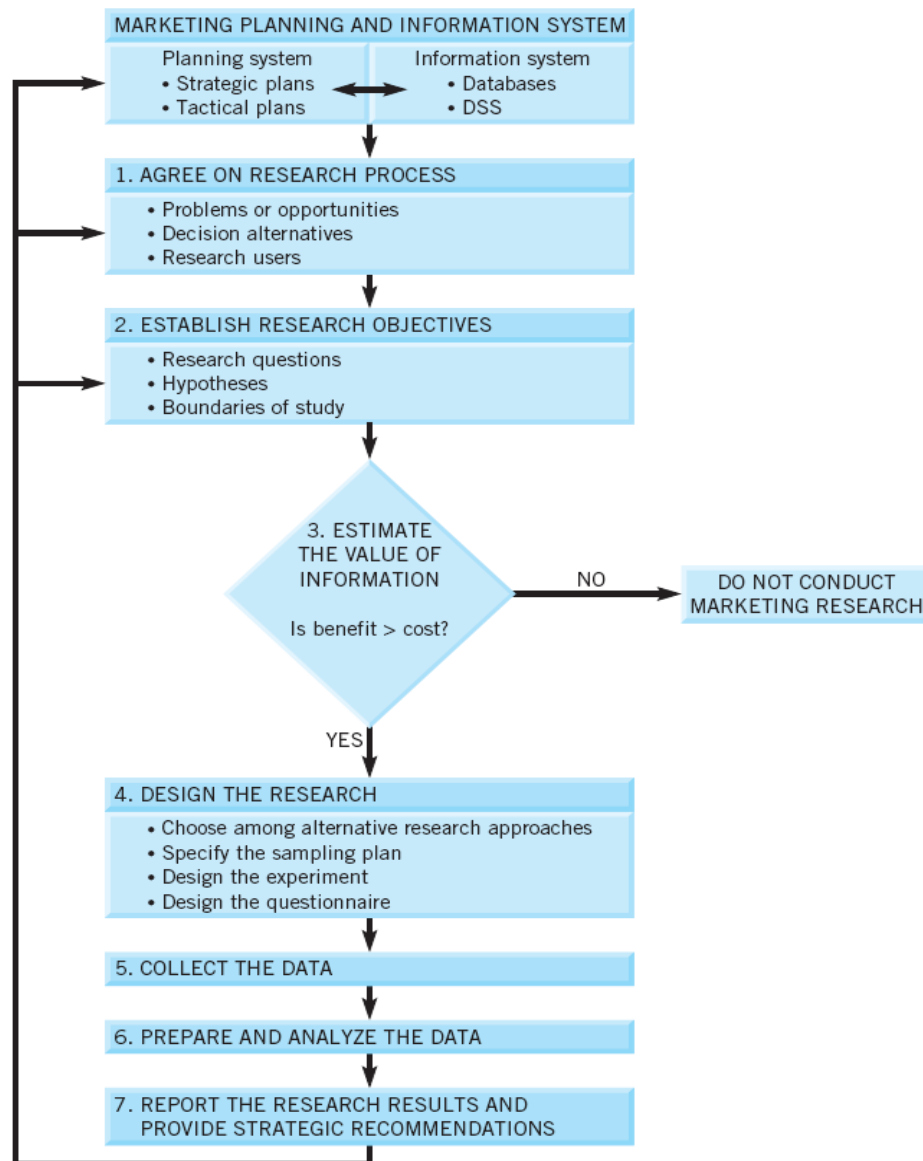 MARKETING PLANNING AND INFORMATION SYSTEM
Planning system
• Strategic plans
• Tactical plans
Information system
• Databases
• DSS
1. AGREE ON RESEARCH PROCESS
• Problems or opportunities
• Decision alternatives
• Research users
2. ESTABLISH RESEARCH OBJECTIVES
• Research questions
• Hypotheses
• Boundaries of study
3. ESTIMATE
THE VALUE OF
INFORMATION
Is benefit > cost?
NO
DO NOT CONDUCT
MARKETING RESEARCH
YES
4. DESIGN THE RESEARCH
• Choose among alternative research approaches
• Specify the sampling plan
• Design the experiment
• Design the questionnaire
5. COLLECT THE DATA
6. PREPARE AND ANALYZE THE DATA
7. REPORT THE RESEARCH RESULTS AND
PROVIDE STRATEGIC RECOMMENDATIONS